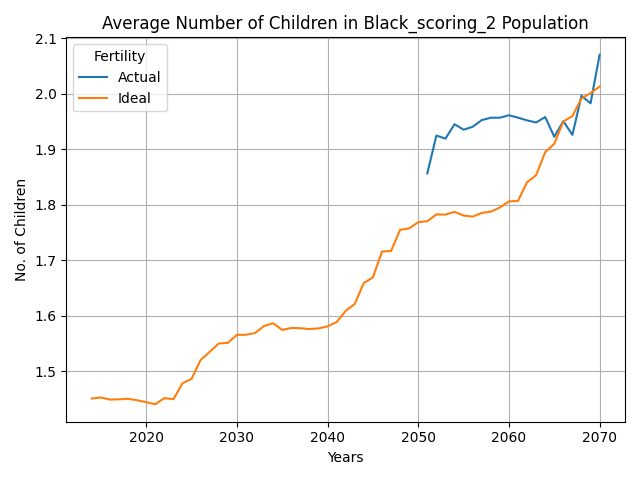 Average Number of Children in Black_scoring_2 Population
Fertility
Actual
Ideal
No. of Children
2.1
2.0
1.9
1.8
1.7
1.6
1.5
2020 2030 2040 2050 2060 2070
Years